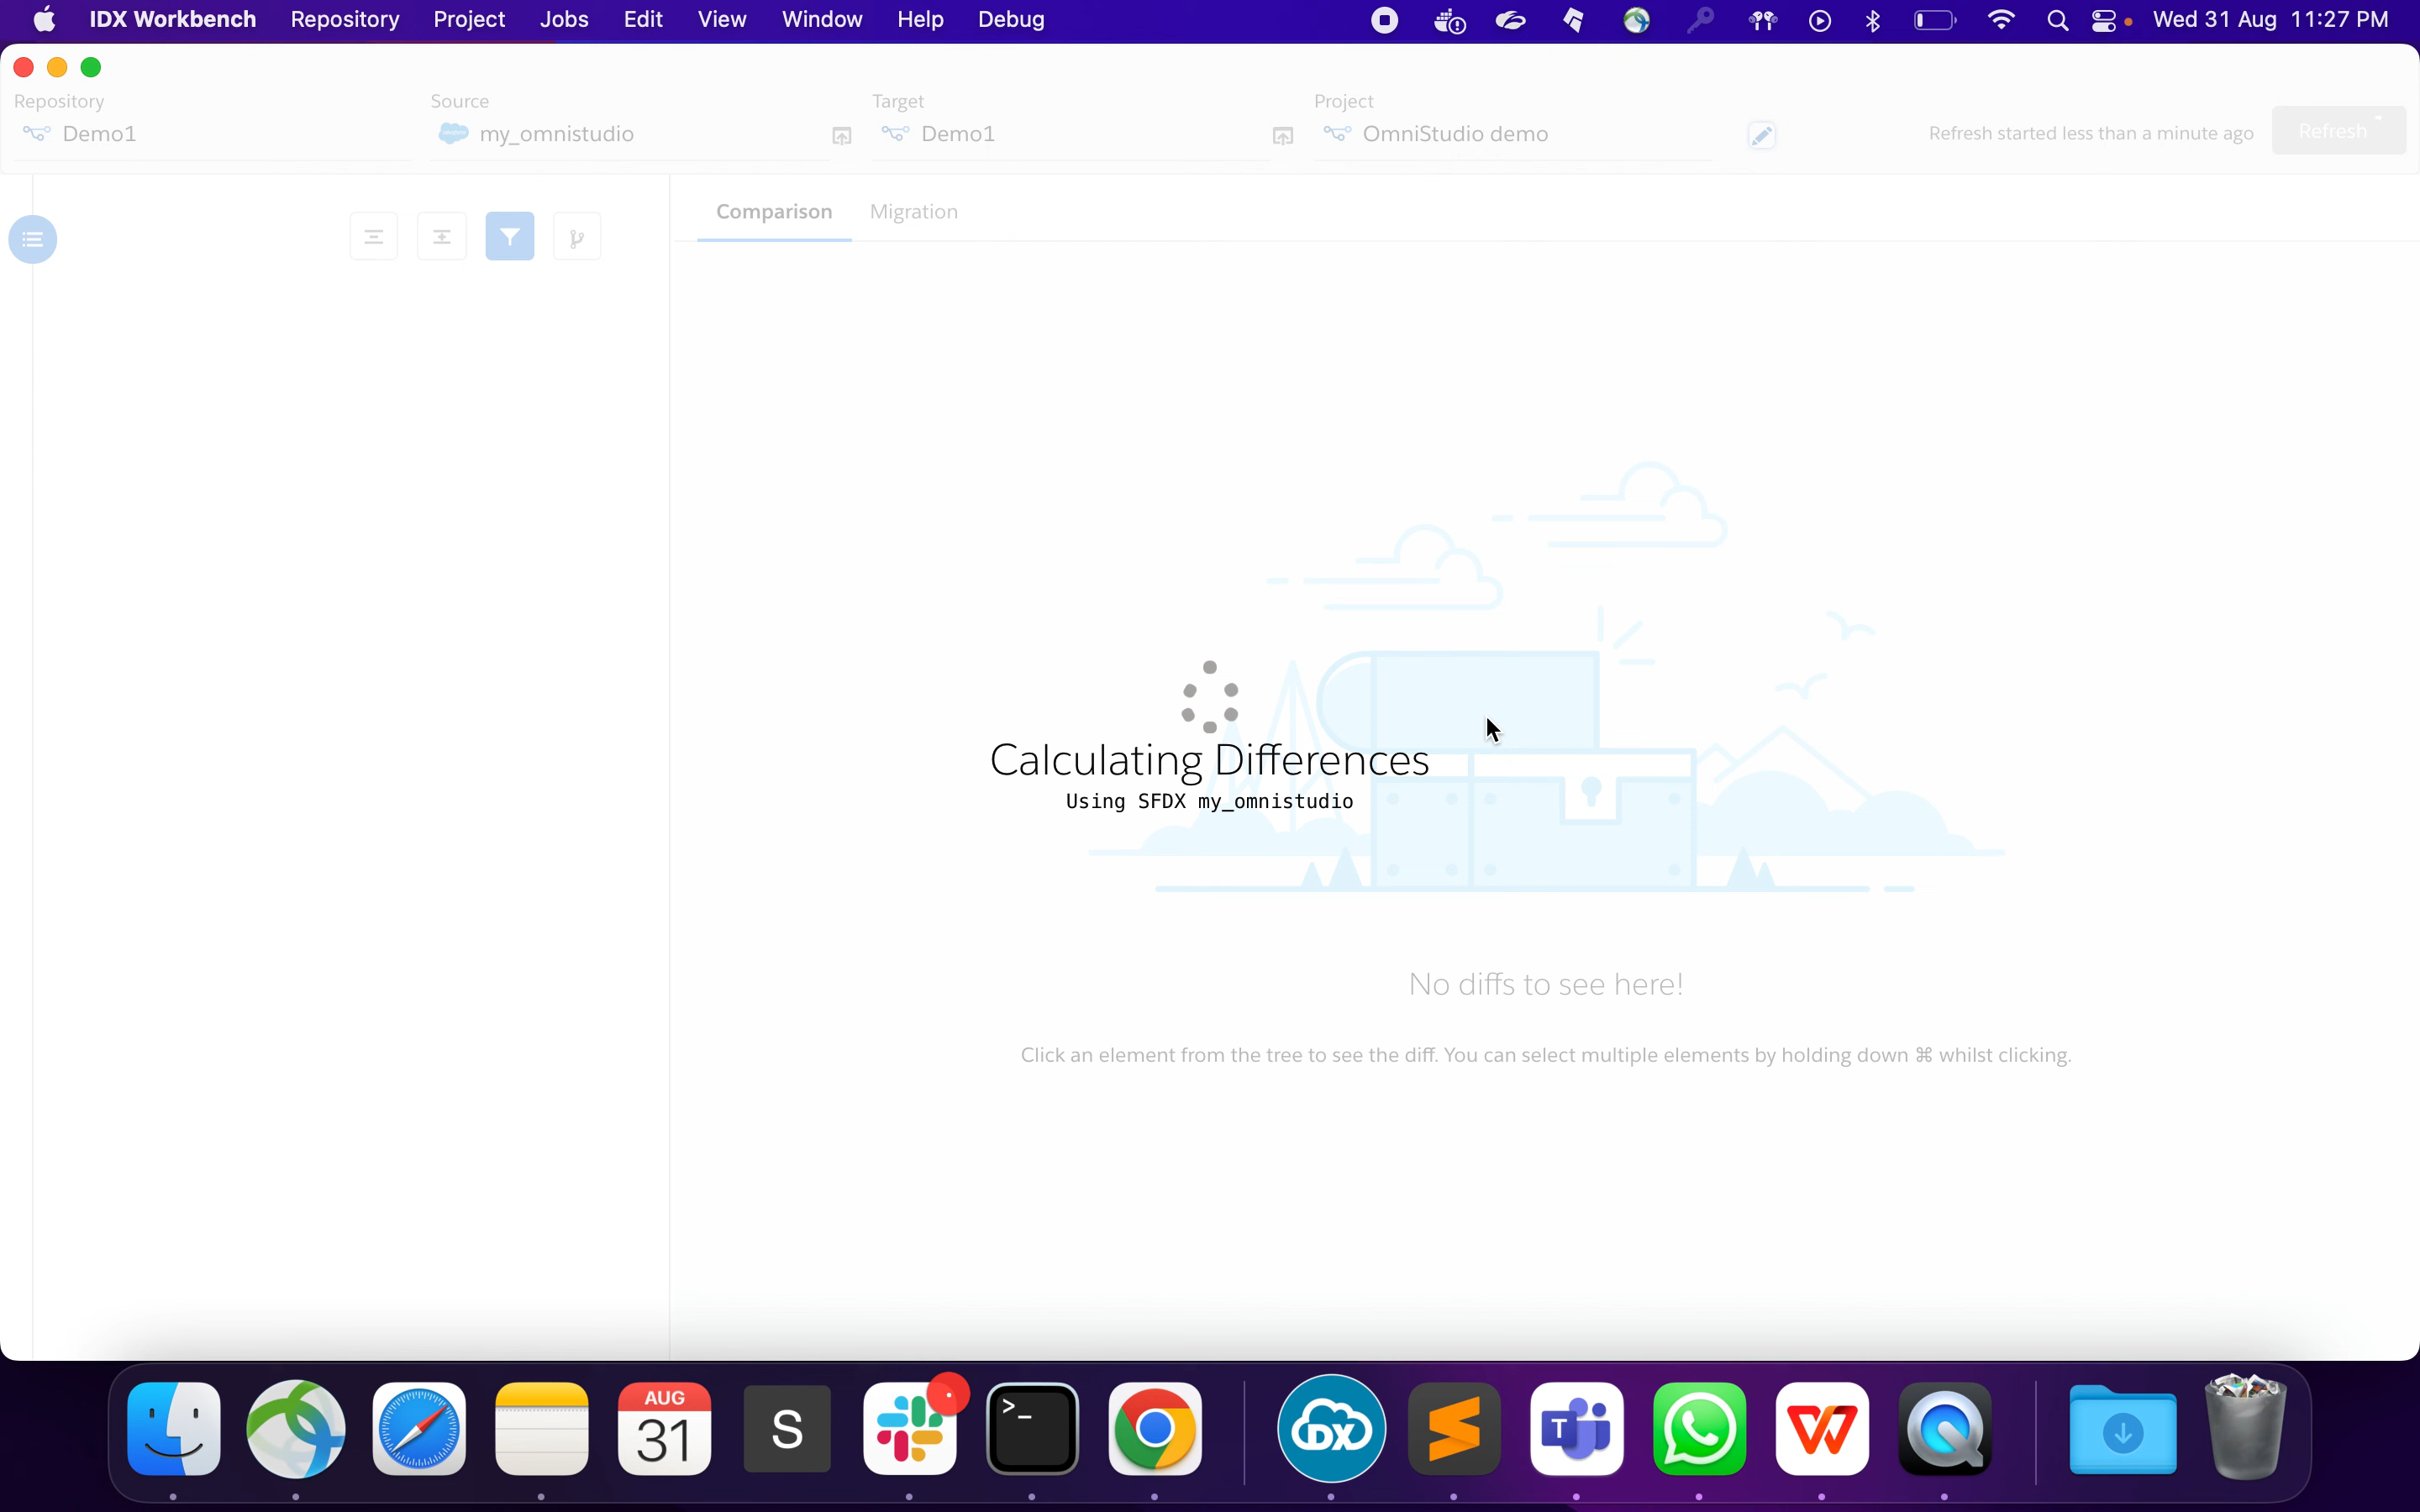 IDX Workbench Repository Project Jobs Edit View Window Help Debug Wed 31 Aug 11:27 PM
Repository Source Target Project
Demo1 my_omnistudio Demo1 OmniStudio demo Refresh started less than a minute ago Refresh
Comparison Migration
Calculating Differences
Using SFDX my_omnistudio
No diffs to see here!
Click an element from the tree to see the diff. You can select multiple elements by holding down ⌘ whilst clicking.
AUG
31
S
>_
DX
T
W